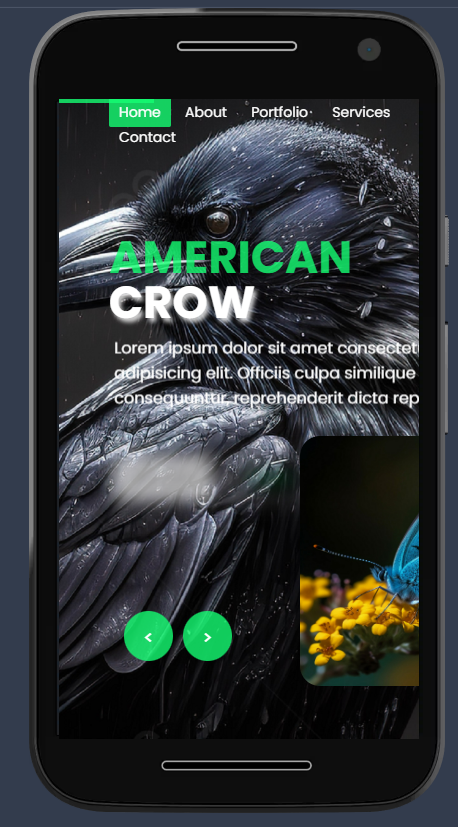 Home About Portfolio Services
Contact
AMERICAN
CROW
Lorem ipsum dolor sit amet consectet
adipisicing elit. Officiis culpa similique
consequuntur, reprehenderit dicta rep
< >